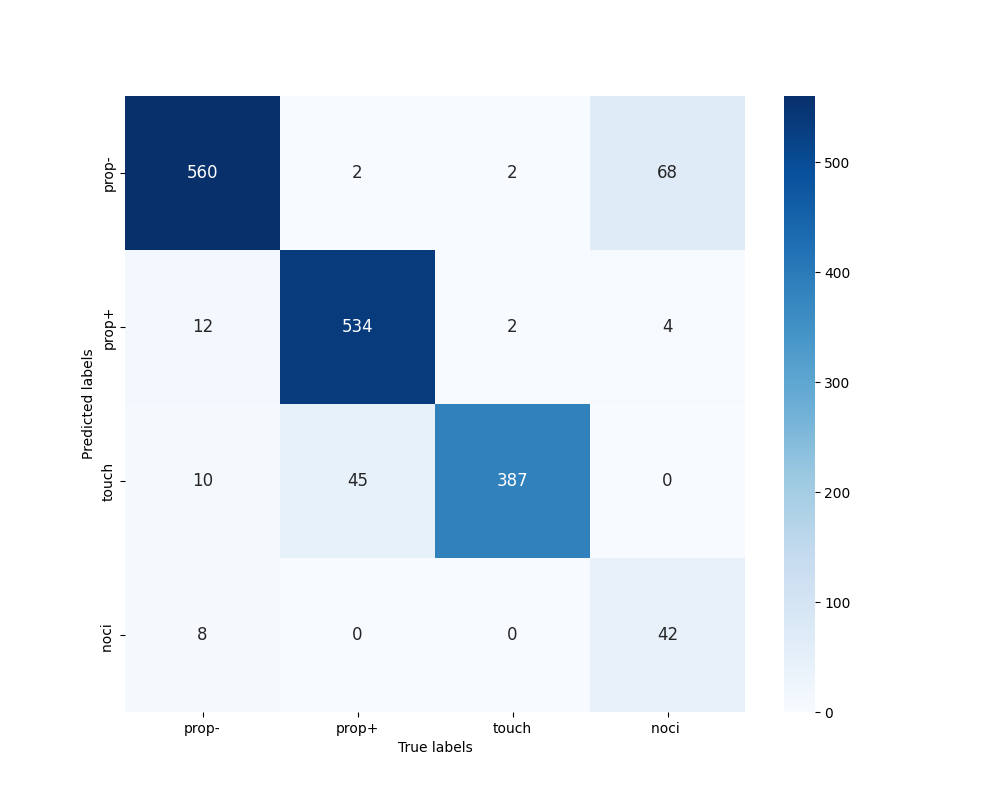 prop-
560 2 2 68
prop+
12 534 2 4
touch
10 45 387 0
noci
8 0 0 42
Predicted labels
prop- prop+ touch noci
True labels
500
400
300
200
100
0